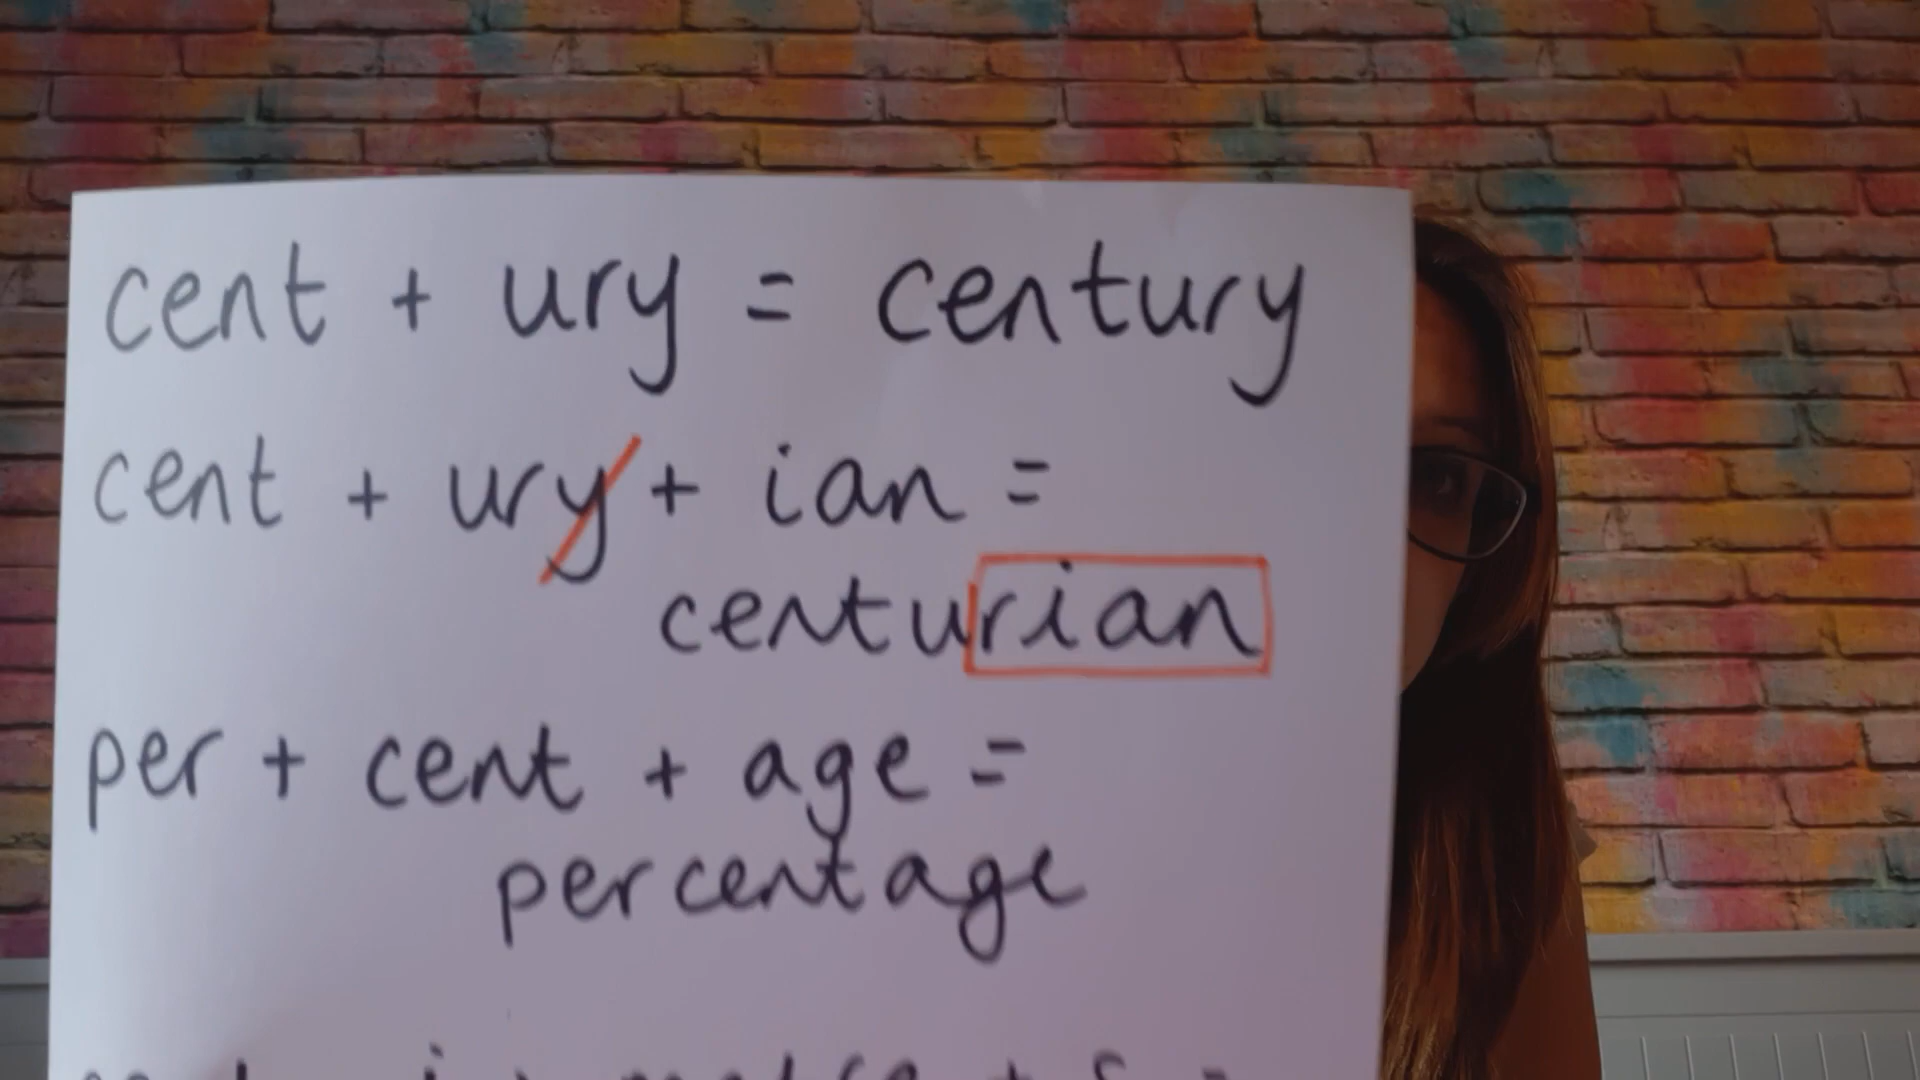 cent + ury = century
cent + ury + ian =
centurian
per + cent + age =
percentage